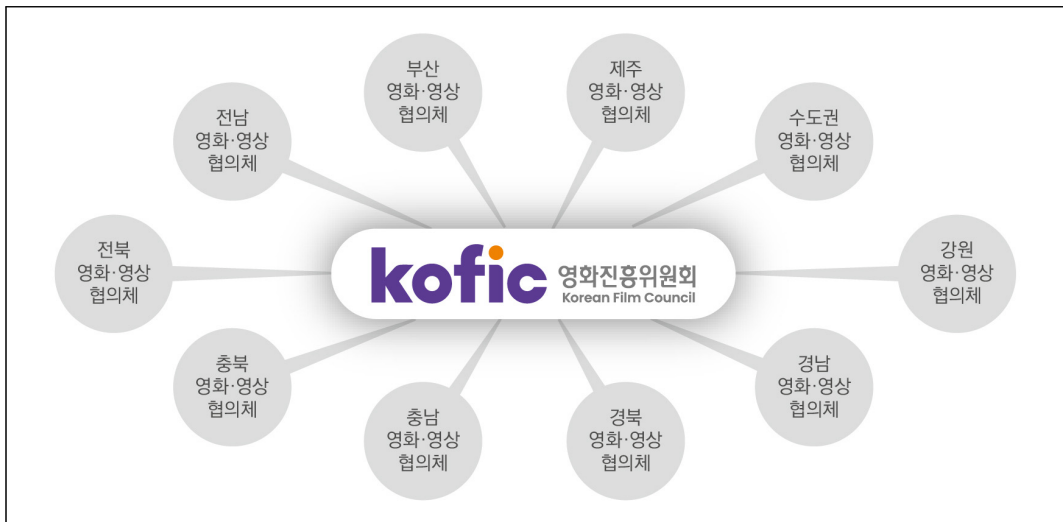 부산
영화·영상
협의체
제주
영화·영상
협의체
전남
영화·영상
협의체
수도권
영화·영상
협의체
전북
영화·영상
협의체
kofic 영화진흥위원회
Korean Film Council
강원
영화·영상
협의체
충북
영화·영상
협의체
경남
영화·영상
협의체
충남
영화·영상
협의체
경북
영화·영상
협의체